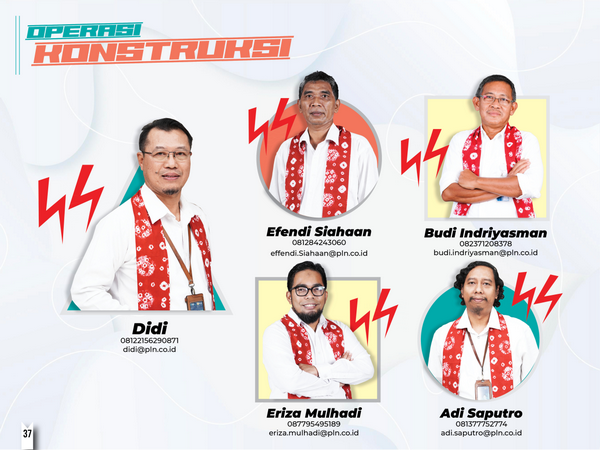 OPERASI
KONSTRUKSI
Efendi Siahaan
081284243060
effendi.Siahaan@pln.co.id
Budi Indriyasman
082371208378
budi.indriyasman@pln.co.id
Didi
08122156290871
didi@pln.co.id
Eriza Mulhadi
087795495189
eriza.mulhadi@pln.co.id
Adi Saputro
081377752774
adi.saputro@pln.co.id
37